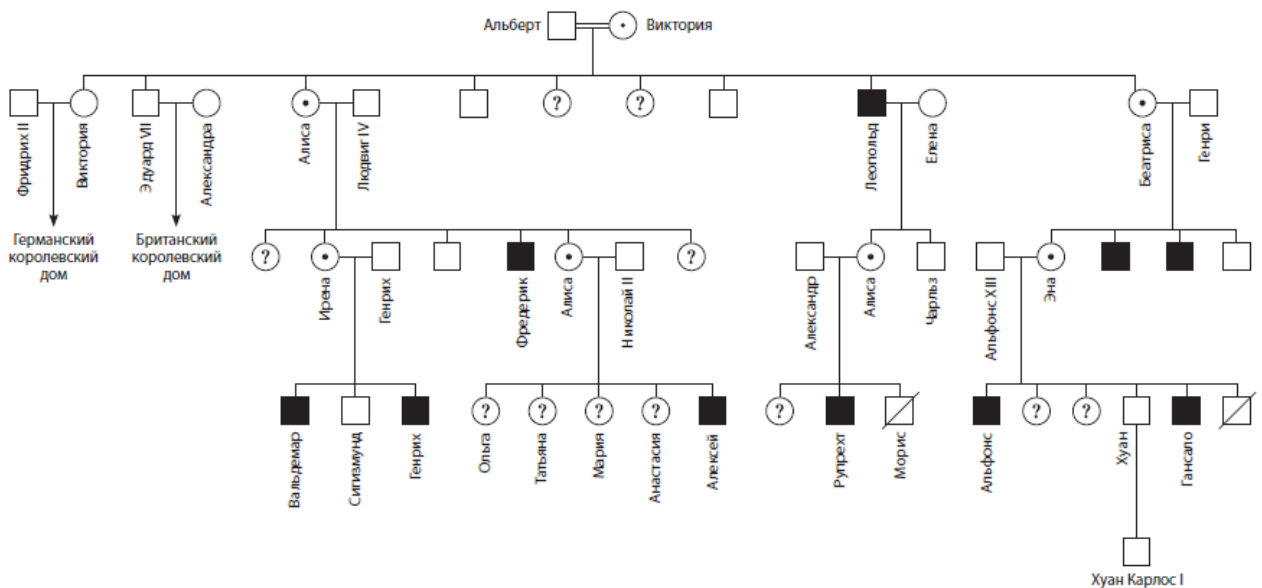 Альберт
Виктория
?
?
Фридрих II
Виктория
Эдуард VII
Александра
Алиса
Людвиг IV
Леопольд
Елена
Беатриса
Генри
Германский
королевский
дом
Британский
королевский
дом
?
?
Ирена
Генрих
Фредерик
Алиса
Николай II
Александр
Алиса
Чарльз
Альфонс XIII
Эна
?
?
?
?
?
?
?
Вальдемар
Сигизмунд
Генрих
Ольга
Татьяна
Мария
Анастасия
Алексей
Рупрехт
Морис
Альфонс
Хуан
Гансало
Хуан Карлос I